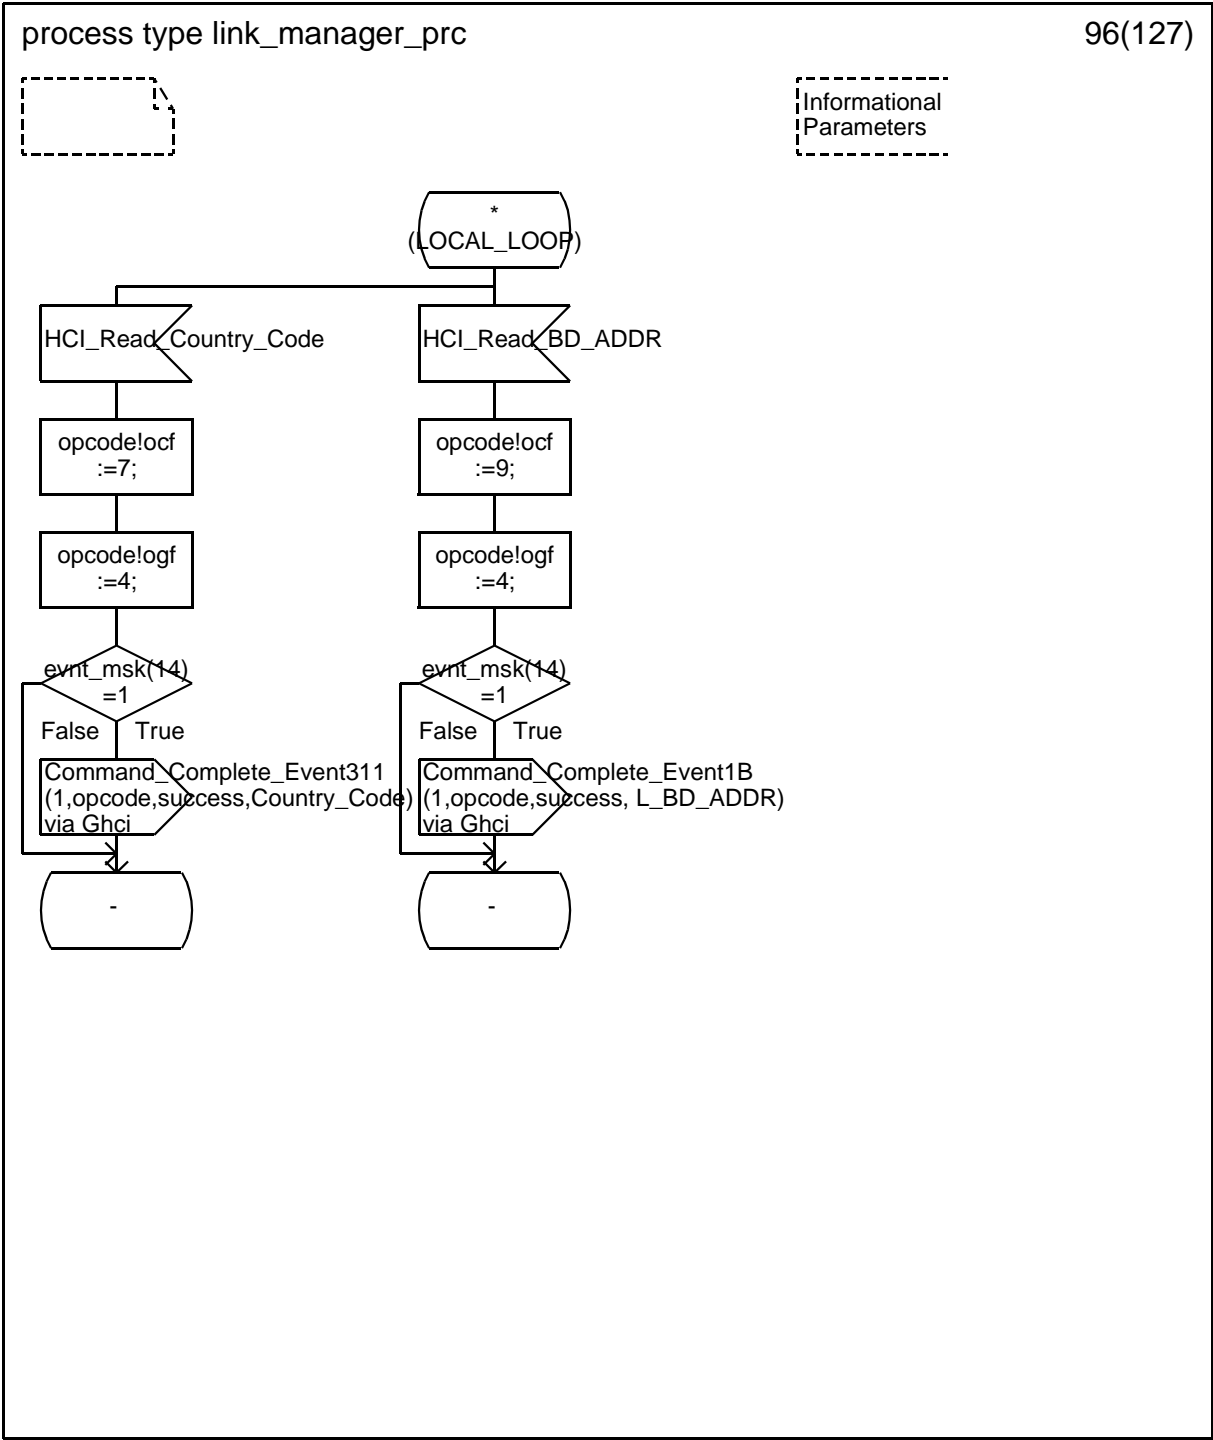 process type link_manager_prc
96(127)
Informational
Parameters
*
(LOCAL_LOOP)
HCI_Read_Country_Code
HCI_Read_BD_ADDR
opcode!ocf
:=7;
opcode!ocf
:=9;
opcode!ogf
:=4;
opcode!ogf
:=4;
evnt_msk(14)
=1
evnt_msk(14)
=1
False
True
False
True
Command_Complete_Event311
(1,opcode,success,Country_Code)
via Ghci
Command_Complete_Event1B
(1,opcode,success, L_BD_ADDR)
via Ghci
-
-